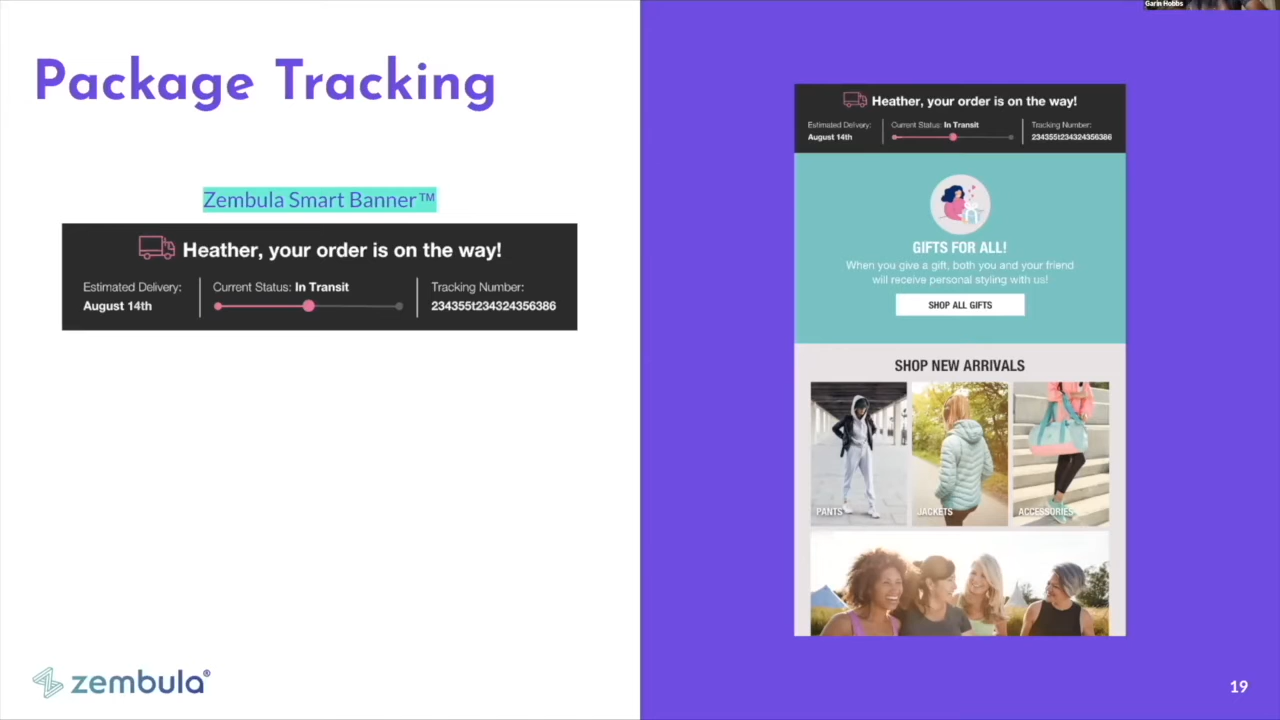 Garin Hobbs
Package Tracking
Zembula Smart Banner™
Heather, your order is on the way!
Estimated Delivery:
August 14th
Current Status: In Transit
Tracking Number:
234355t234324356386
Heather, your order is on the way!
Estimated Delivery:
August 14th
Current Status: In Transit
Tracking Number:
234355t234324356386
GIFTS FOR ALL!
When you give a gift, both you and your friend
will receive personal styling with us!
SHOP ALL GIFTS
SHOP NEW ARRIVALS
PANTS
JACKETS
ACCESSORIES
zembula®
19